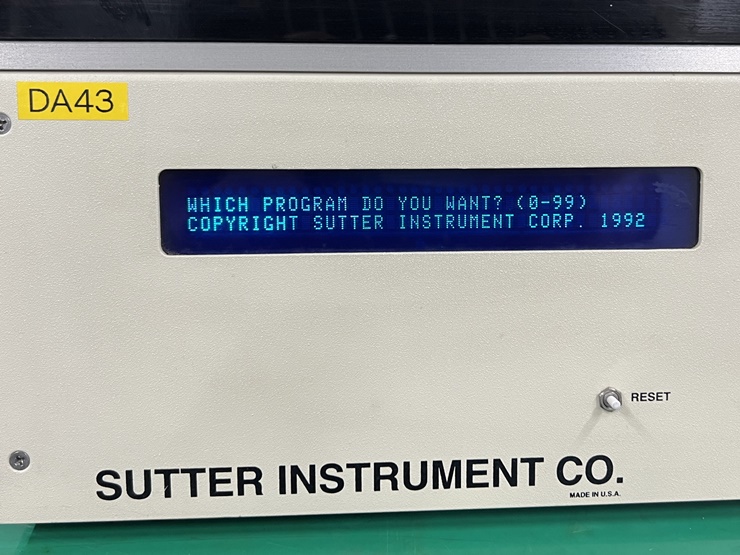 DA43
WHICH PROGRAM DO YOU WANT? (0-99)
COPYRIGHT SUTTER INSTRUMENT CORP. 1992
RESET
SUTTER INSTRUMENT CO.
MADE IN U.S.A.